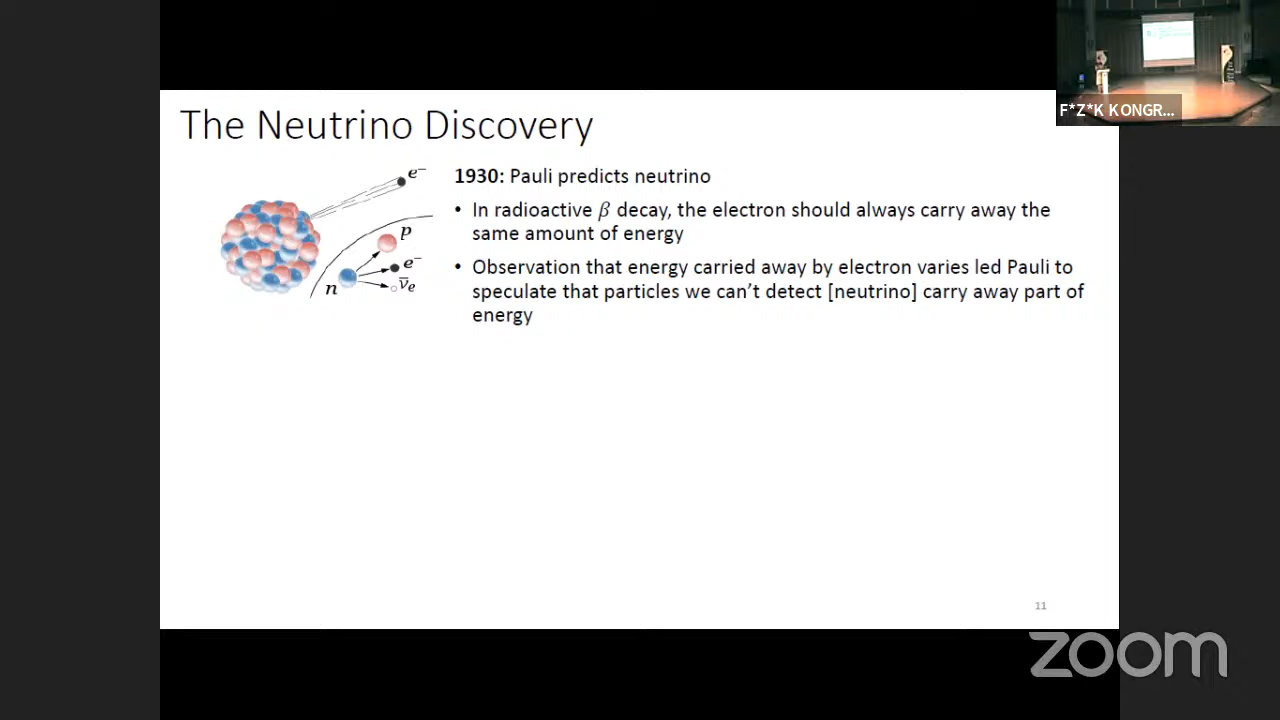 F*Z*K KONGR...
The Neutrino Discovery
e⁻
p
e⁻
n
ν̅e
1930: Pauli predicts neutrino
• In radioactive β decay, the electron should always carry away the
same amount of energy
• Observation that energy carried away by electron varies led Pauli to
speculate that particles we can't detect [neutrino] carry away part of
energy
11
zoom